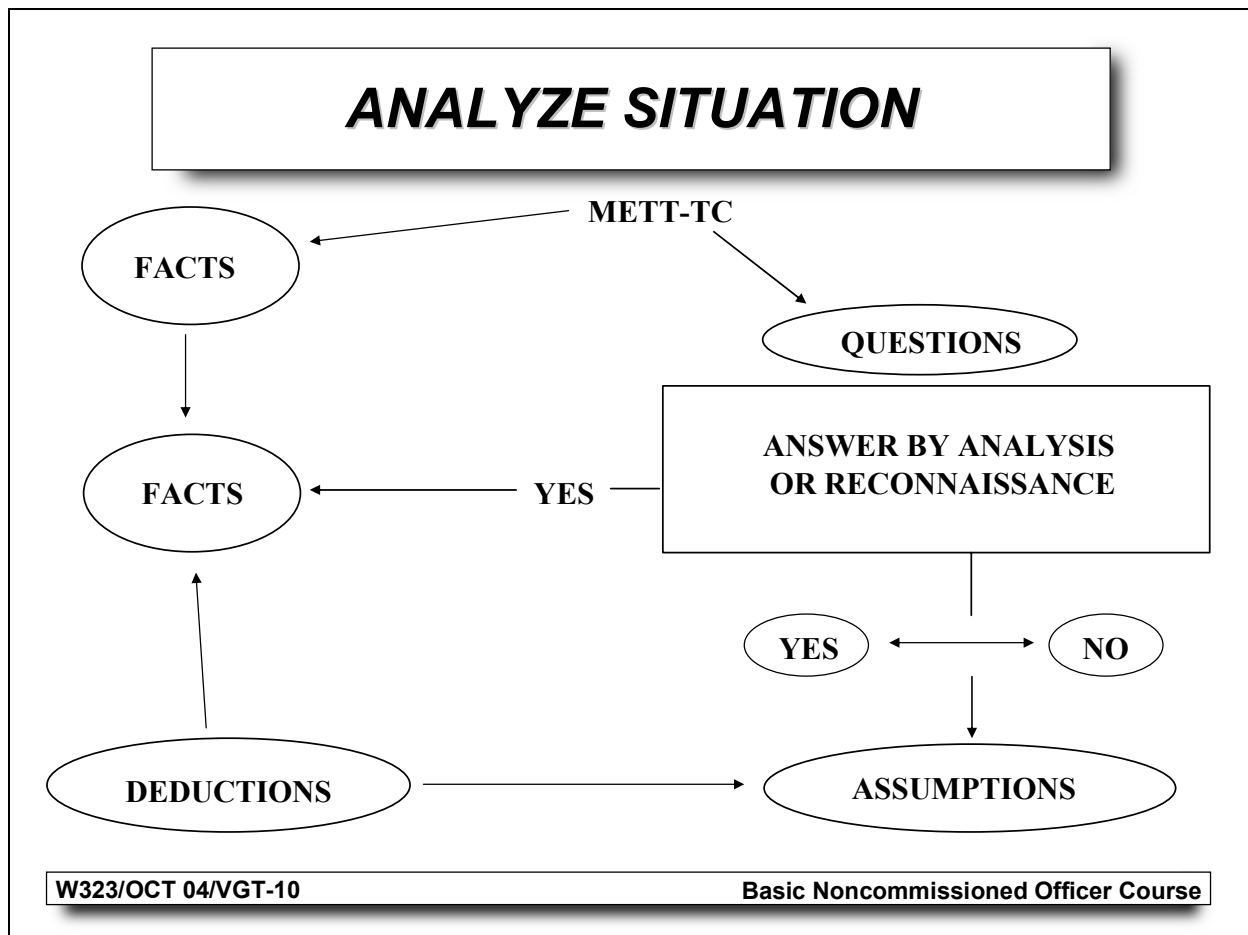 ANALYZE SITUATION
METT-TC
FACTS
QUESTIONS
ANSWER BY ANALYSIS
OR RECONNAISSANCE
FACTS
YES
YES
NO
DEDUCTIONS
ASSUMPTIONS
W323/OCT 04/VGT-10
Basic Noncommissioned Officer Course